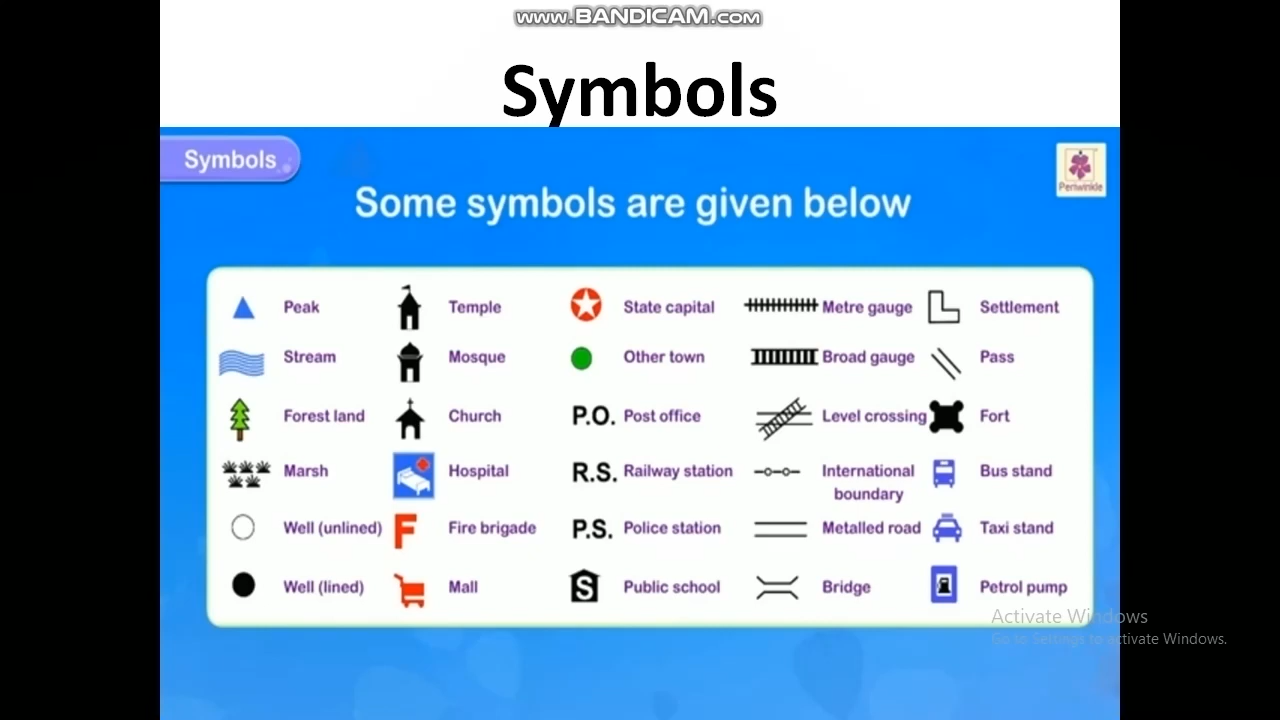 www.BANDICAM.com
Symbols
Symbols
Periwinkle
Some symbols are given below
Peak Temple State capital Metre gauge Settlement
Stream Mosque Other town Broad gauge Pass
Forest land Church P.O. Post office Level crossing Fort
Marsh Hospital R.S. Railway station International Bus stand
boundary
Well (unlined) F Fire brigade P.S. Police station Metalled road Taxi stand
Well (lined) Mall S Public school Bridge Petrol pump
Activate Windows
Go to Settings to activate Windows.